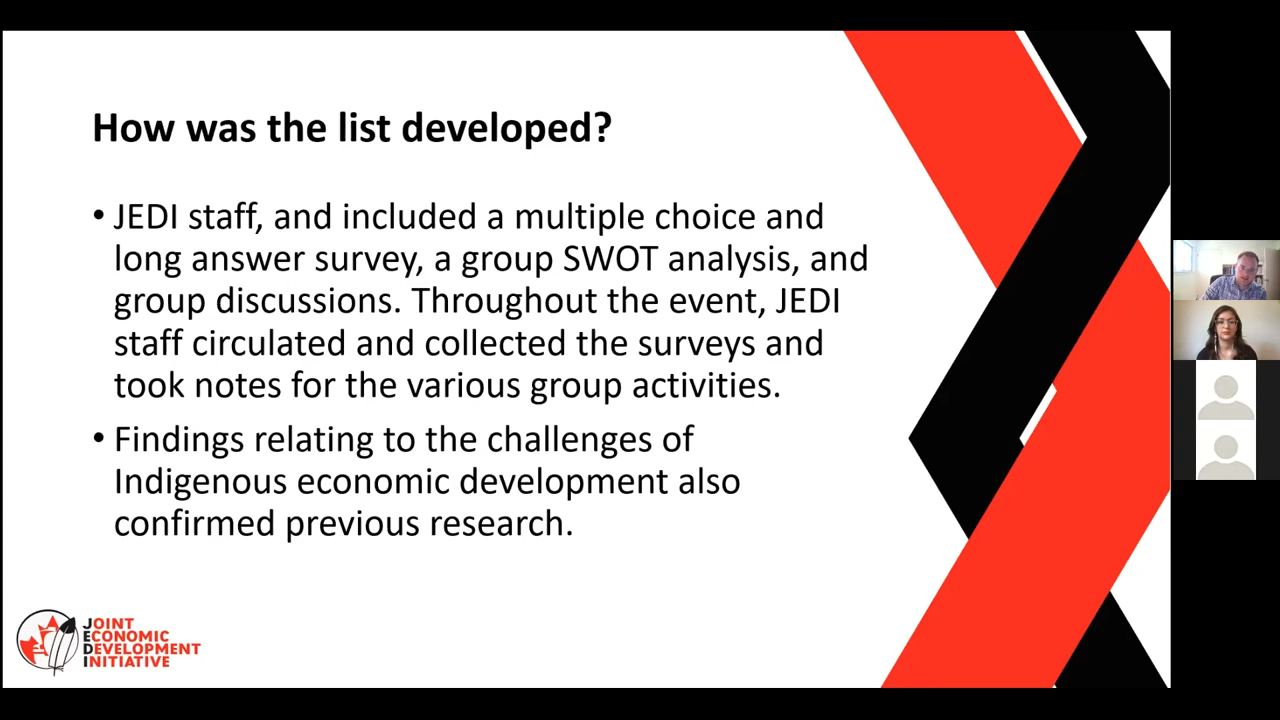 How was the list developed?
• JEDI staff, and included a multiple choice and
long answer survey, a group SWOT analysis, and
group discussions. Throughout the event, JEDI
staff circulated and collected the surveys and
took notes for the various group activities.
• Findings relating to the challenges of
Indigenous economic development also
confirmed previous research.
JOINT
ECONOMIC
DEVELOPMENT
INITIATIVE